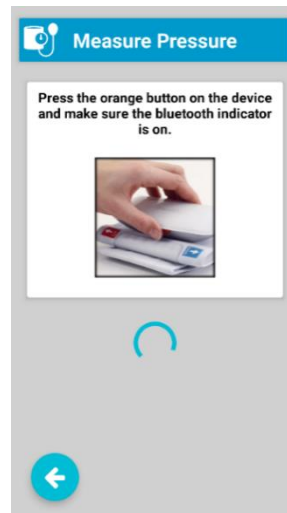 Measure Pressure
Press the orange button on the device
and make sure the bluetooth indicator
is on.